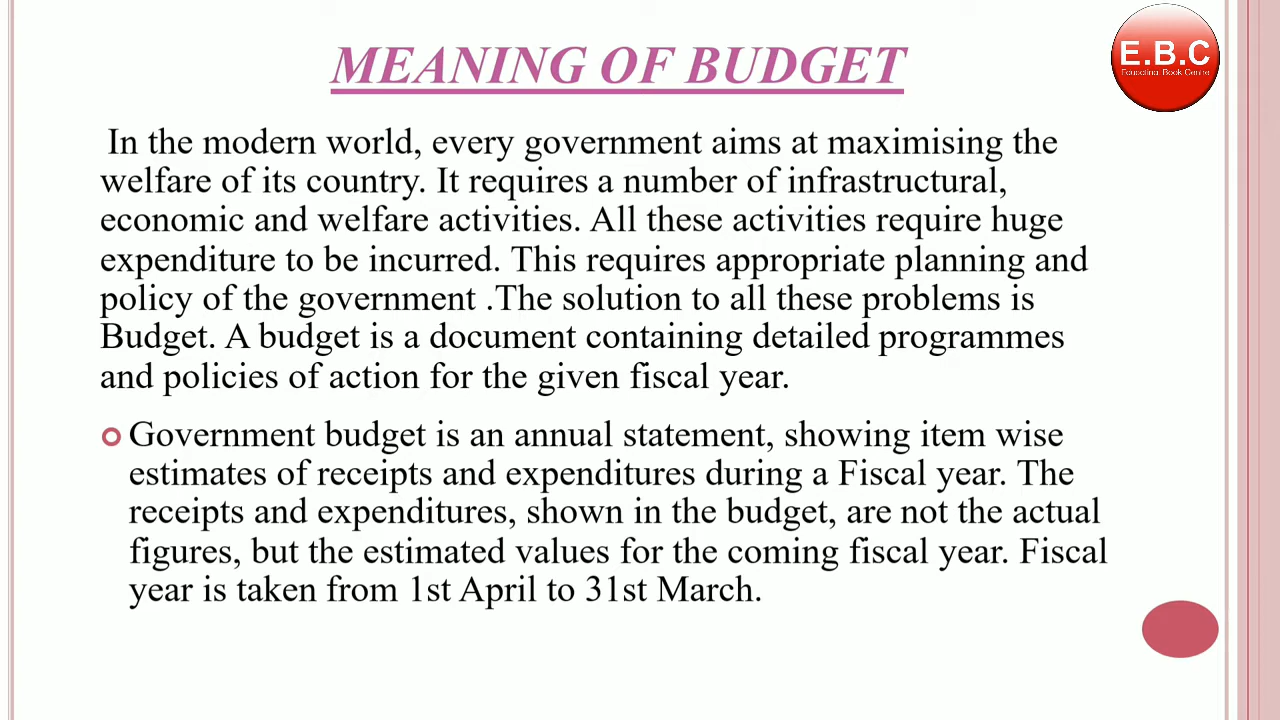 MEANING OF BUDGET
E.B.C
Educational Book Centre
In the modern world, every government aims at maximising the
welfare of its country. It requires a number of infrastructural,
economic and welfare activities. All these activities require huge
expenditure to be incurred. This requires appropriate planning and
policy of the government .The solution to all these problems is
Budget. A budget is a document containing detailed programmes
and policies of action for the given fiscal year.
Government budget is an annual statement, showing item wise
estimates of receipts and expenditures during a Fiscal year. The
receipts and expenditures, shown in the budget, are not the actual
figures, but the estimated values for the coming fiscal year. Fiscal
year is taken from 1st April to 31st March.